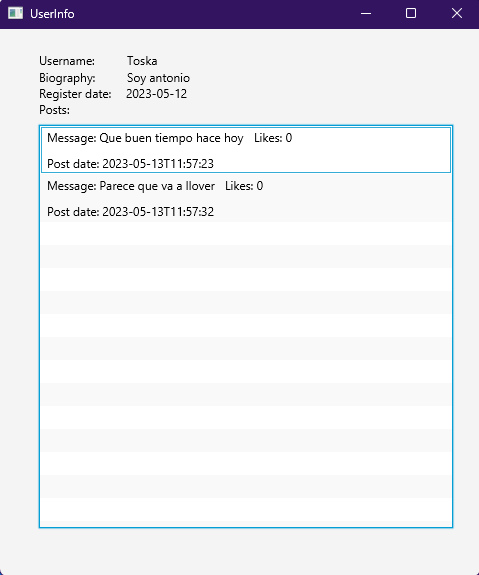 UserInfo
Username: Toska
Biography: Soy antonio
Register date: 2023-05-12
Posts:
Message: Que buen tiempo hace hoy Likes: 0
Post date: 2023-05-13T11:57:23
Message: Parece que va a llover Likes: 0
Post date: 2023-05-13T11:57:32